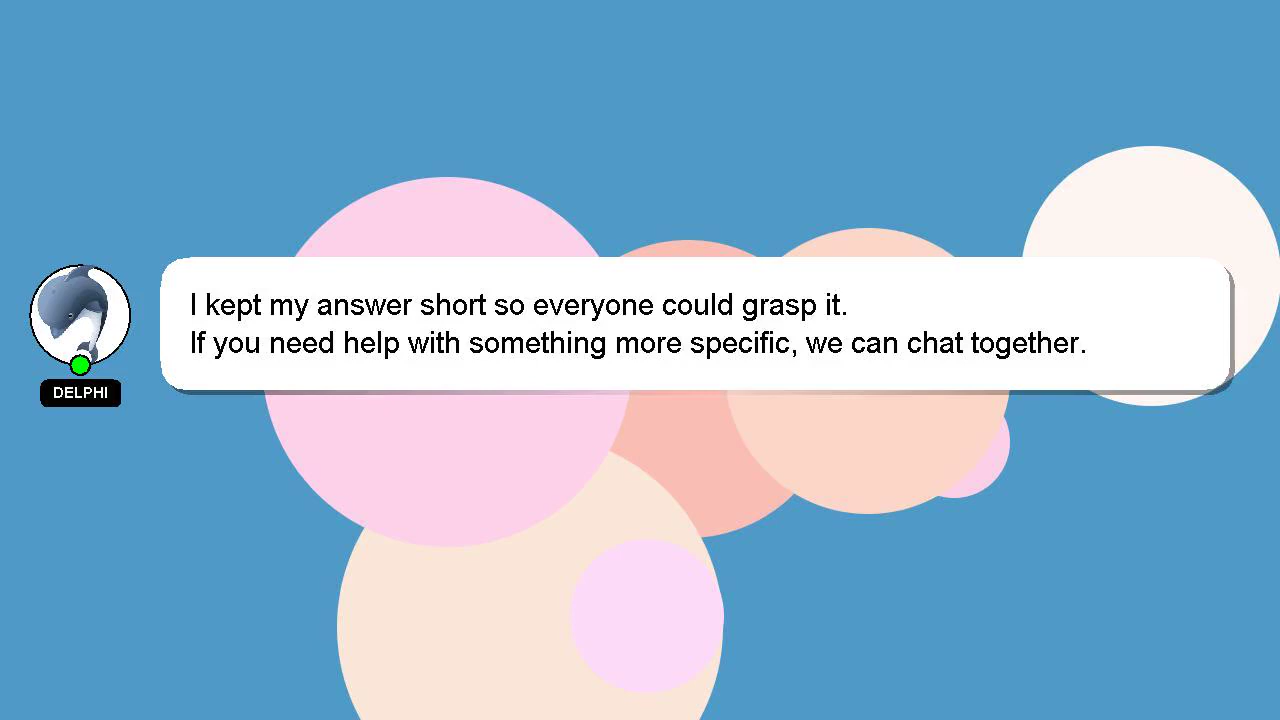 I kept my answer short so everyone could grasp it.
If you need help with something more specific, we can chat together.
DELPHI